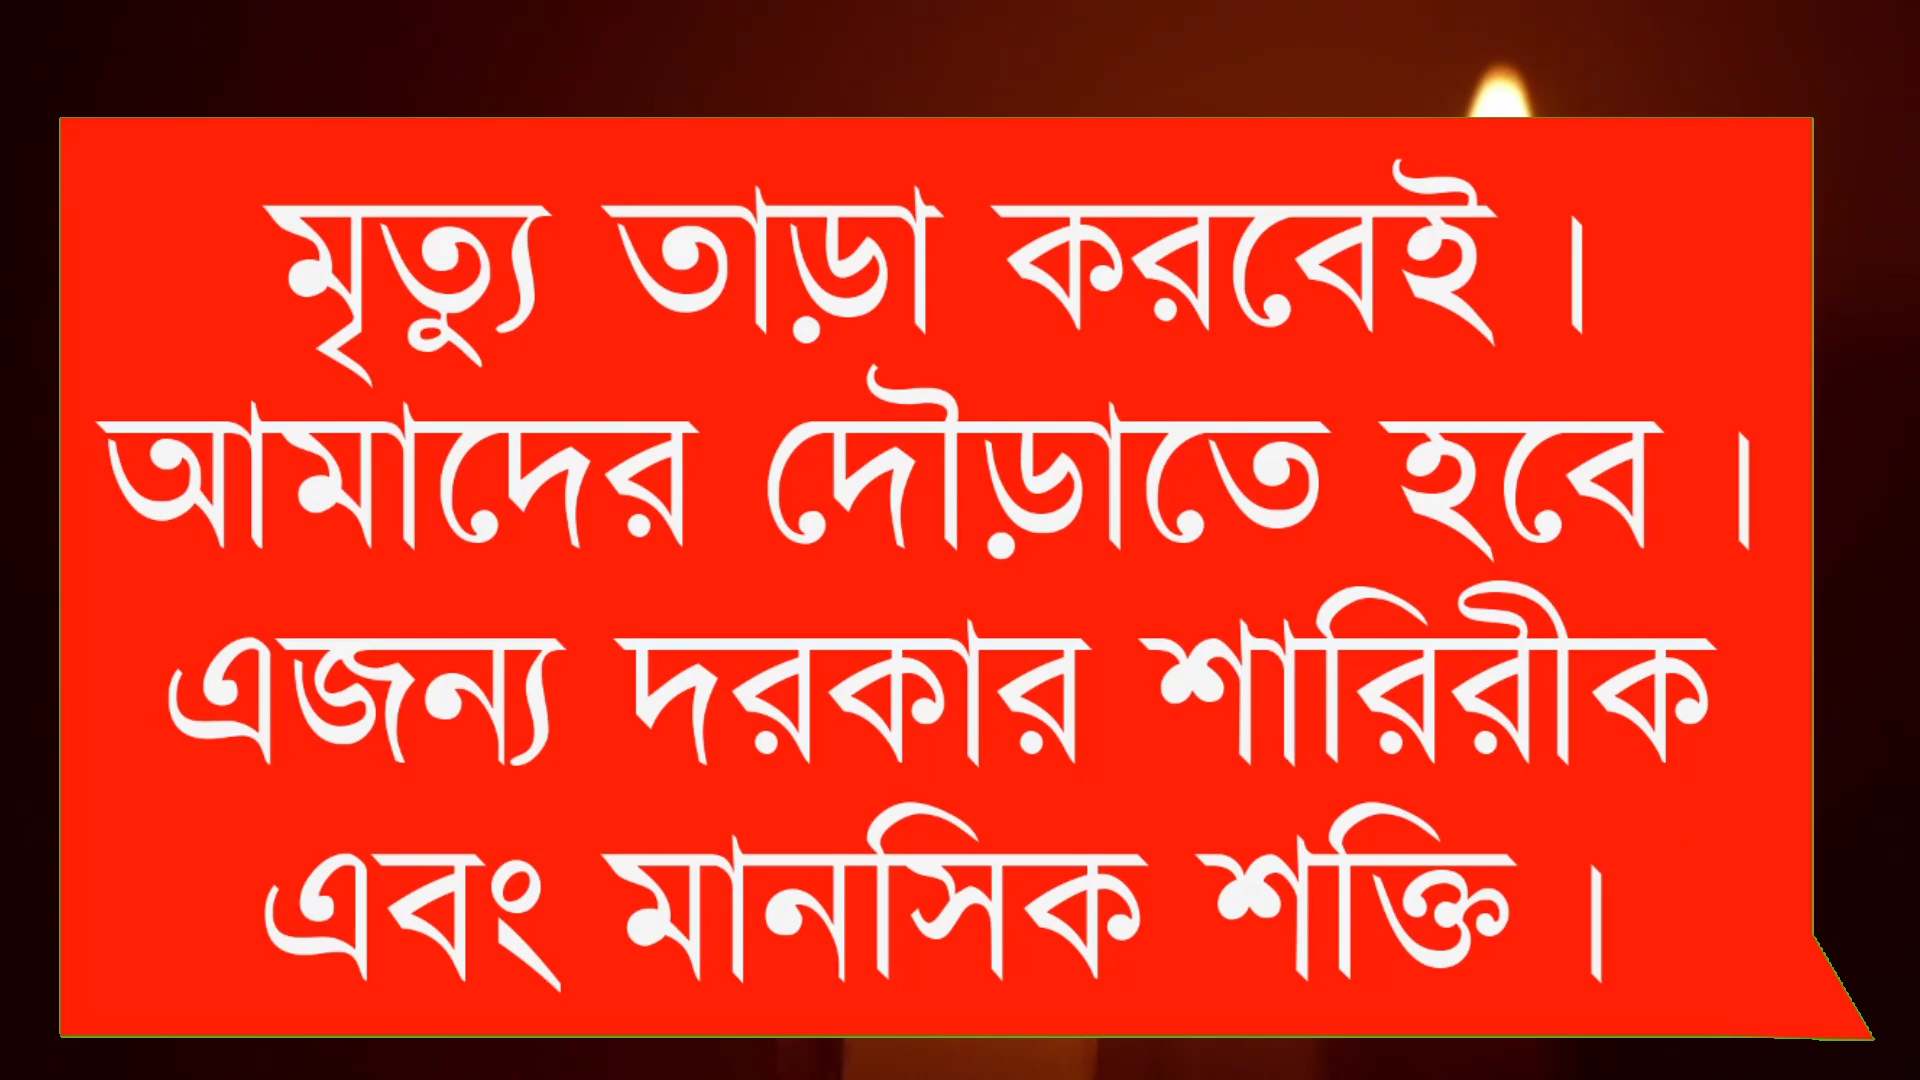 মৃত্যু তাড়া করবেই ।
আমাদের দৌড়াতে হবে ।
এজন্য দরকার শারিরীক
এবং মানসিক শক্তি ।